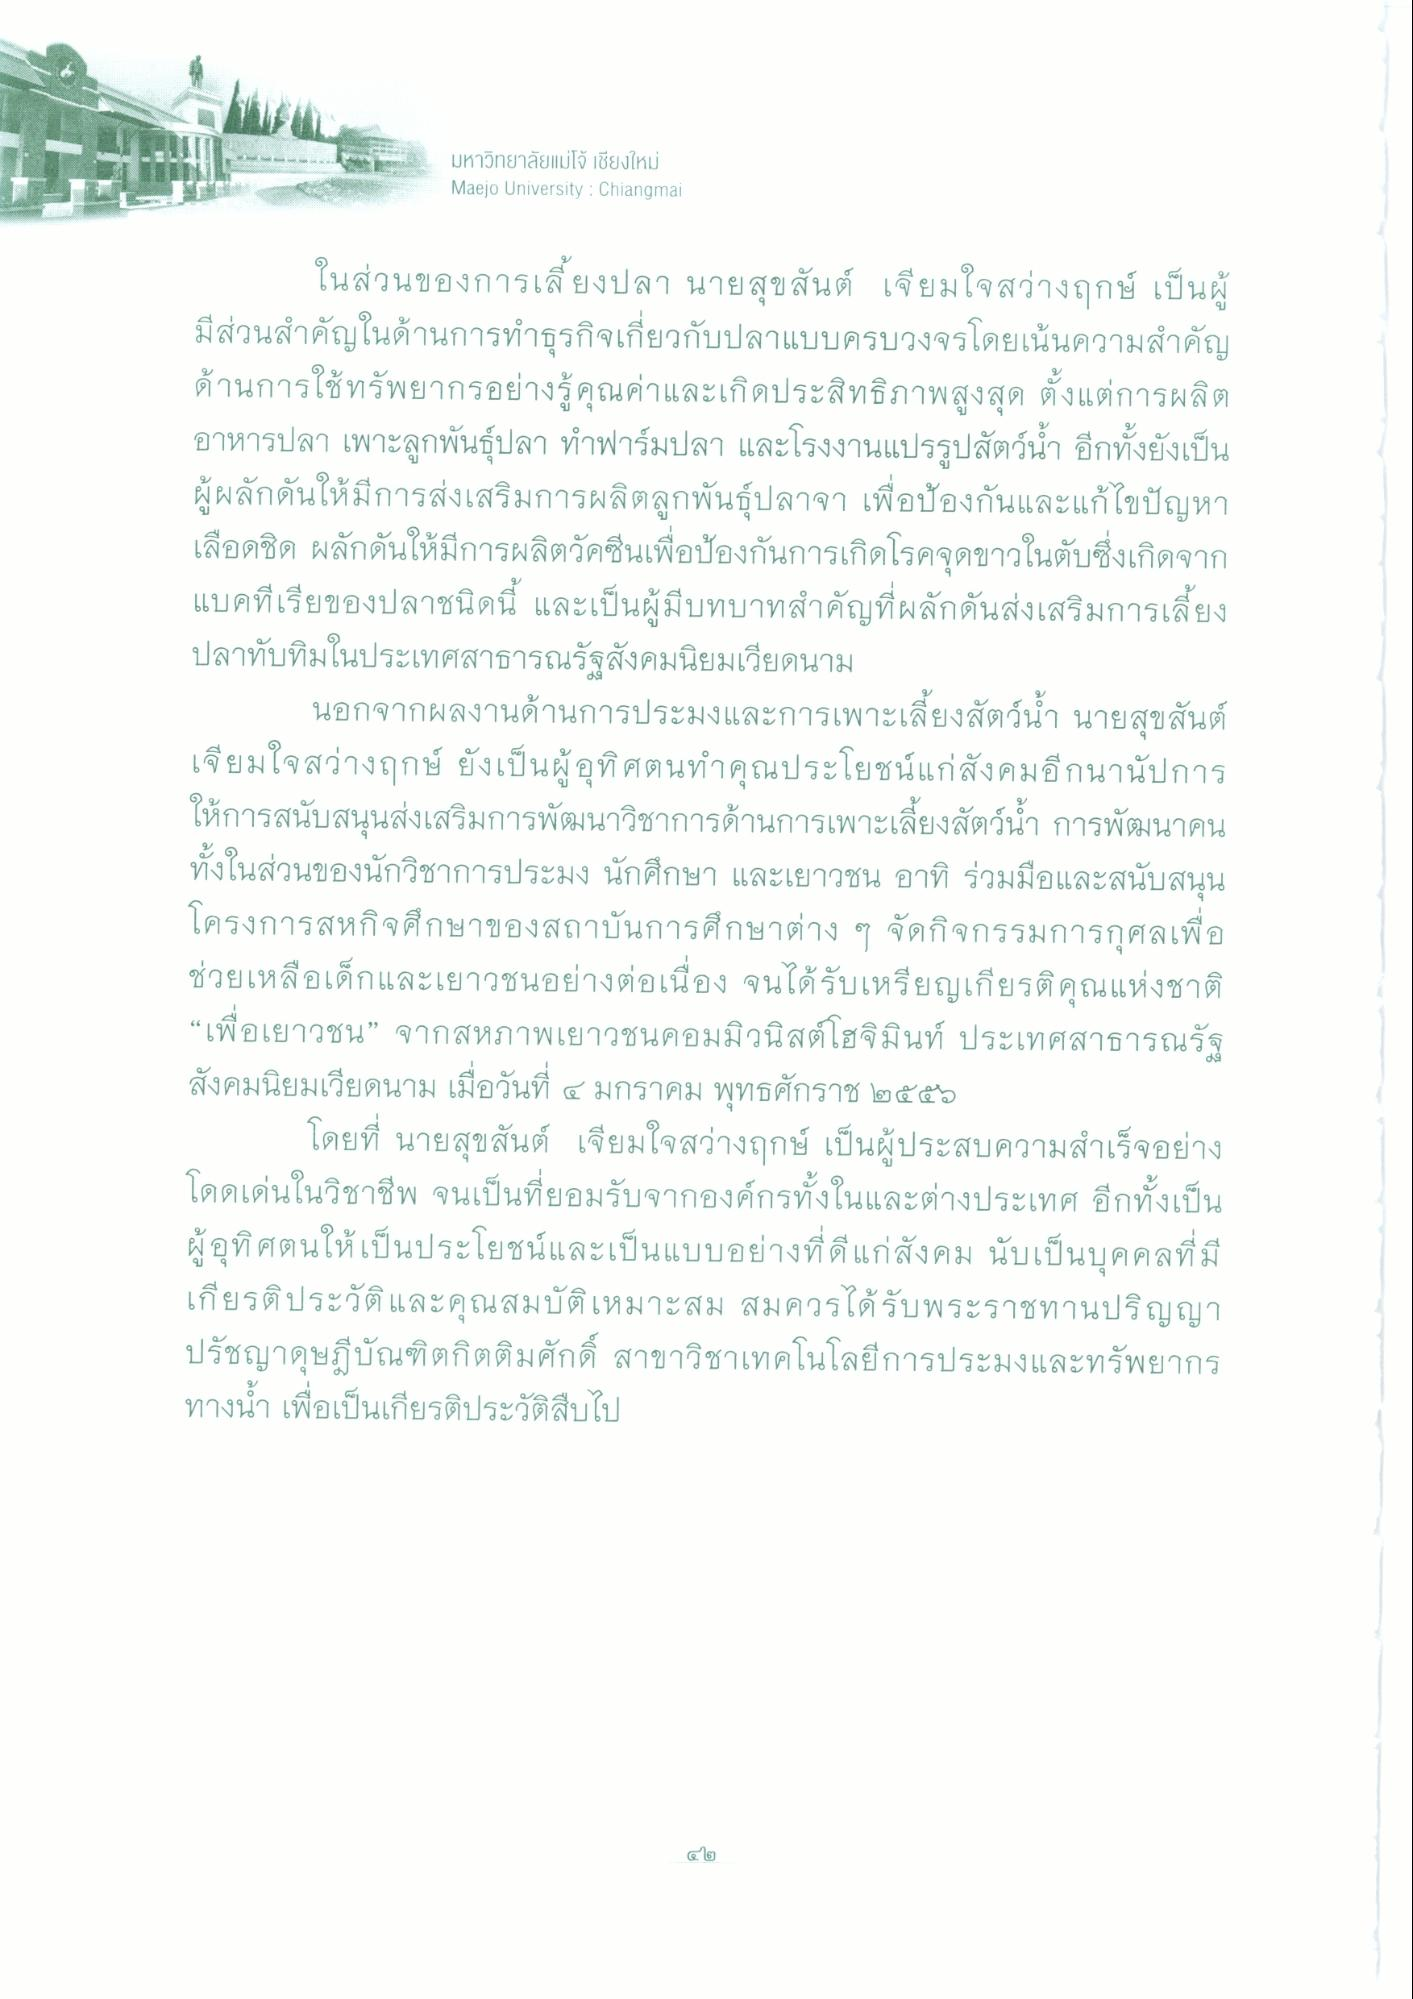 มหาวิทยาลัยแม่โจ้ เชียงใหม่
Maejo University : Chiangmai
ในส่วนของการเลี้ยงปลา นายสุขสันต์ เจียมใจสว่างฤกษ์ เป็นผู้
มีส่วนสำคัญในด้านการทำธุรกิจเกี่ยวกับปลาแบบครบวงจรโดยเน้นความสำคัญ
ด้านการใช้ทรัพยากรอย่างรู้คุณค่าและเกิดประสิทธิภาพสูงสุด ตั้งแต่การผลิต
อาหารปลา เพาะลูกพันธุ์ปลา ทำฟาร์มปลา และโรงงานแปรรูปสัตว์น้ำ อีกทั้งยังเป็น
ผู้ผลักดันให้มีการส่งเสริมการผลิตลูกพันธุ์ปลาจา เพื่อป้องกันและแก้ไขปัญหา
เลือดชิด ผลักดันให้มีการผลิตวัคซีนเพื่อป้องกันการเกิดโรคจุดขาวในตับซึ่งเกิดจาก
แบคทีเรียของปลาชนิดนี้ และเป็นผู้มีบทบาทสำคัญที่ผลักดันส่งเสริมการเลี้ยง
ปลาทับทิมในประเทศสาธารณรัฐสังคมนิยมเวียดนาม
นอกจากผลงานด้านการประมงและการเพาะเลี้ยงสัตว์น้ำ นายสุขสันต์
เจียมใจสว่างฤกษ์ ยังเป็นผู้อุทิศตนทำคุณประโยชน์แก่สังคมอีกนานัปการ
ให้การสนับสนุนส่งเสริมการพัฒนาวิชาการด้านการเพาะเลี้ยงสัตว์น้ำ การพัฒนาคน
ทั้งในส่วนของนักวิชาการประมง นักศึกษา และเยาวชน อาทิ ร่วมมือและสนับสนุน
โครงการสหกิจศึกษาของสถาบันการศึกษาต่าง ๆ จัดกิจกรรมการกุศลเพื่อ
ช่วยเหลือเด็กและเยาวชนอย่างต่อเนื่อง จนได้รับเหรียญเกียรติคุณแห่งชาติ
“เพื่อเยาวชน” จากสหภาพเยาวชนคอมมิวนิสต์โฮจิมินท์ ประเทศสาธารณรัฐ
สังคมนิยมเวียดนาม เมื่อวันที่ ๔ มกราคม พุทธศักราช ๒๕๕๖
โดยที่ นายสุขสันต์ เจียมใจสว่างฤกษ์ เป็นผู้ประสบความสำเร็จอย่าง
โดดเด่นในวิชาชีพ จนเป็นที่ยอมรับจากองค์กรทั้งในและต่างประเทศ อีกทั้งเป็น
ผู้อุทิศตนให้เป็นประโยชน์และเป็นแบบอย่างที่ดีแก่สังคม นับเป็นบุคคลที่มี
เกียรติประวัติและคุณสมบัติเหมาะสม สมควรได้รับพระราชทานปริญญา
ปรัชญาดุษฎีบัณฑิตกิตติมศักดิ์ สาขาวิชาเทคโนโลยีการประมงและทรัพยากร
ทางน้ำ เพื่อเป็นเกียรติประวัติสืบไป
๔๒